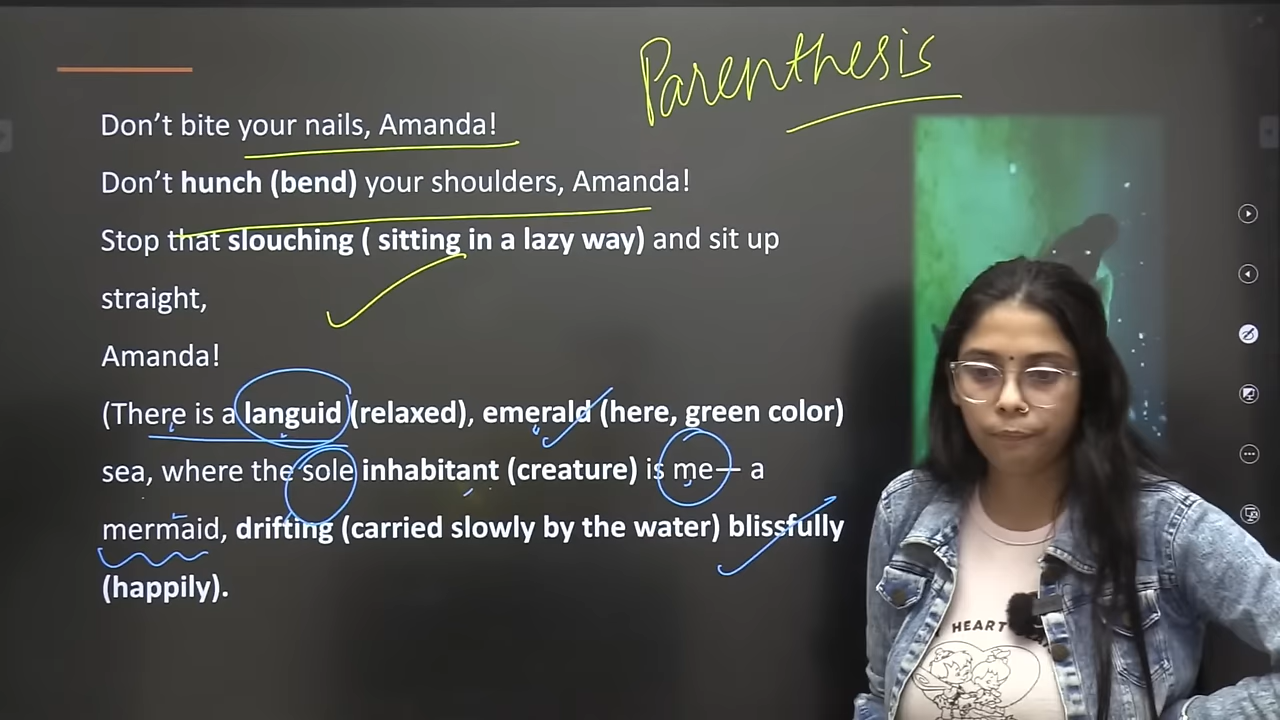 Parenthesis
Don't bite your nails, Amanda!
Don't hunch (bend) your shoulders, Amanda!
Stop that slouching ( sitting in a lazy way) and sit up
straight,
Amanda!
(There is a languid (relaxed), emerald (here, green color)
sea, where the sole inhabitant (creature) is me— a
mermaid, drifting (carried slowly by the water) blissfully
(happily).
HEART